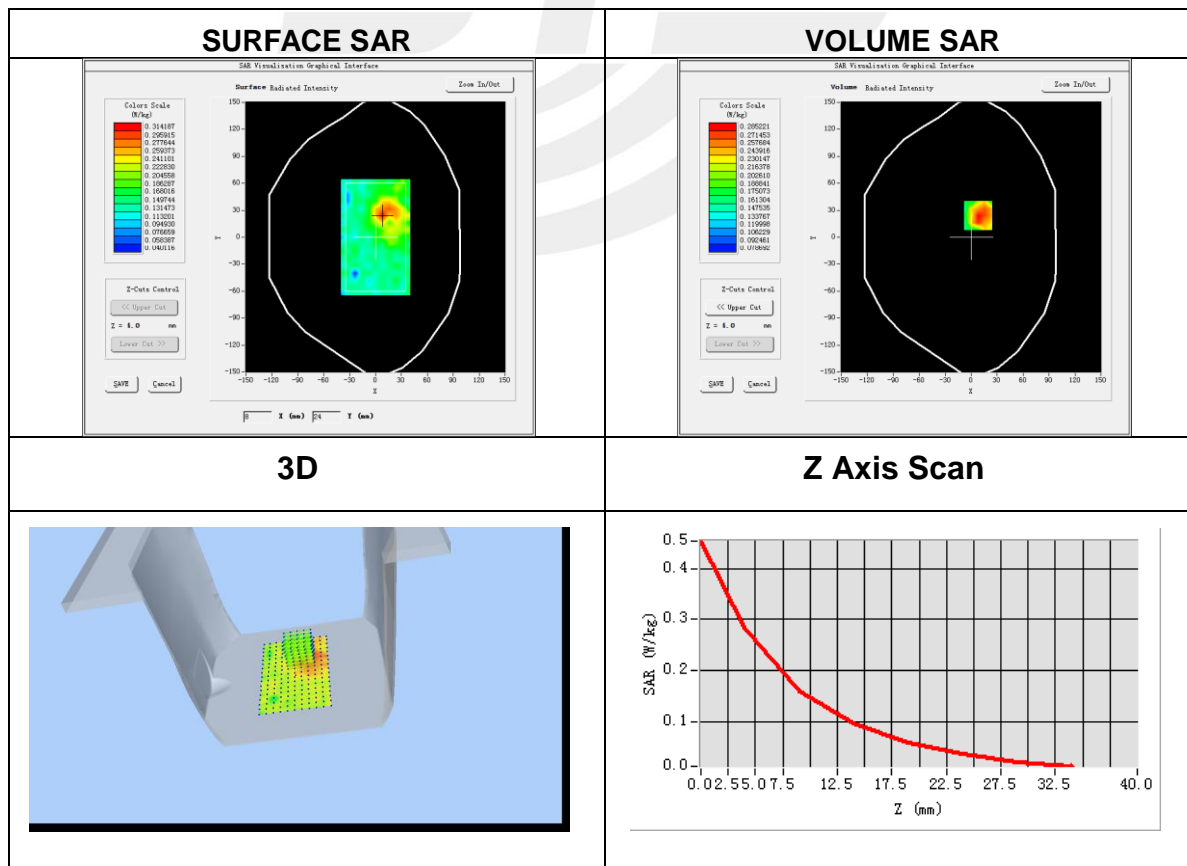 SURFACE SAR
VOLUME SAR
SAR Visualisation Graphical Interface
Surface Radiated Intensity
Zoom In/Out
Colors Scale
(W/kg)
0.314187
0.295915
0.277644
0.259373
0.241101
0.222830
0.204558
0.186287
0.168016
0.149744
0.131473
0.113201
0.094930
0.076659
0.058387
0.040116
Z-Cuts Control
<< Upper Cut
Lower Cut >>
SAVE
Cancel
150
120
90
60
30
0
-30
-60
-90
-120
-150
Y
-150 -120 -90 -60 -30 0 30 60 90 120 150
X
8 X (mm) 24 Y (mm)
SAR Visualisation Graphical Interface
Volume Radiated Intensity
Zoom In/Out
Colors Scale
(W/kg)
0.285221
0.271453
0.257684
0.243916
0.230147
0.216378
0.202610
0.188841
0.175073
0.161304
0.147535
0.133767
0.119998
0.106229
0.092461
0.078692
Z-Cuts Control
<< Upper Cut
Lower Cut >>
SAVE
Cancel
150
120
90
60
30
0
-30
-60
-90
-120
-150
Y
-150 -120 -90 -60 -30 0 30 60 90 120 150
X
3D
Z Axis Scan
0.5
0.4
0.3
0.2
0.1
0.0
SAR (W/kg)
0.0 2.5 5.0 7.5 12.5 17.5 22.5 27.5 32.5 40.0
Z (mm)